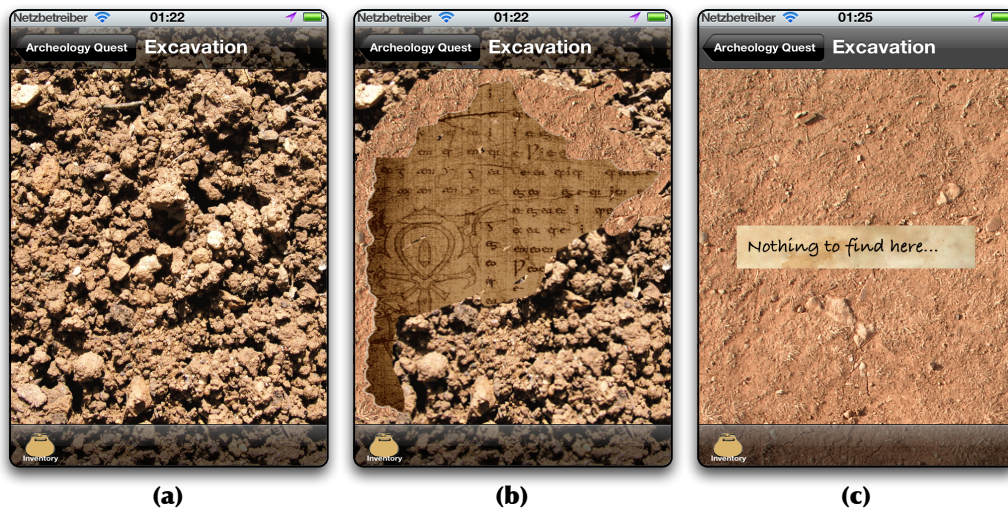 Netzbetreiber 01:22
Archeology Quest Excavation
Inventory
(a)
Netzbetreiber 01:22
Archeology Quest Excavation
Inventory
(b)
Netzbetreiber 01:25
Archeology Quest Excavation
Nothing to find here...
Inventory
(c)